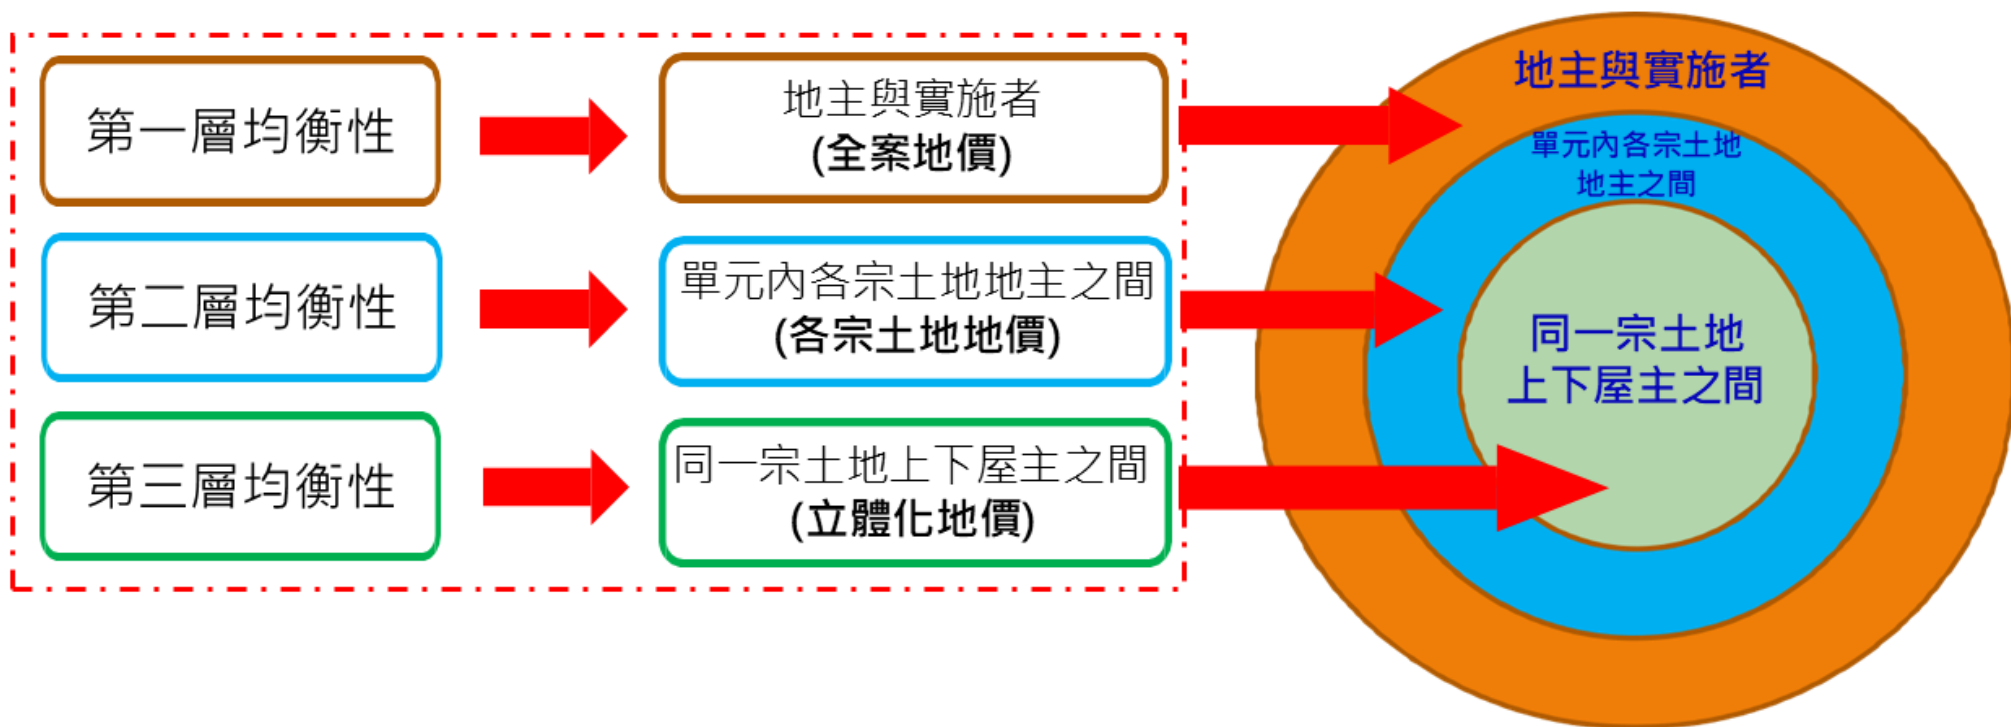 第一層均衡性
地主與實施者
(全案地價)
第二層均衡性
單元內各宗土地地主之間
(各宗土地地價)
第三層均衡性
同一宗土地上下屋主之間
(立體化地價)
地主與實施者
單元內各宗土地
地主之間
同一宗土地
上下屋主之間